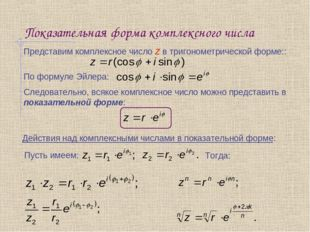 Показательная форма комплексного числа
Представим комплексное число z в тригонометрической форме::
z = r(cos ϕ + i sin ϕ)
По формуле Эйлера: cos ϕ + i · sin ϕ = e^{iϕ}
Следовательно, всякое комплексное число можно представить в
показательной форме:
z = r · e^{iϕ}
Действия над комплексными числами в показательной форме:
Пусть имеем: z₁ = r₁ · e^{iϕ₁}; z₂ = r₂ · e^{iϕ₂}. Тогда:
z₁ · z₂ = r₁ · r₂ · e^{i(ϕ₁+ϕ₂)}; zⁿ = rⁿ · e^{iϕn};
z₁/z₂ = r₁/r₂ e^{i(ϕ₁−ϕ₂)}; ⁿ√z = ⁿ√r · e^{i (ϕ+2πk)/n}.